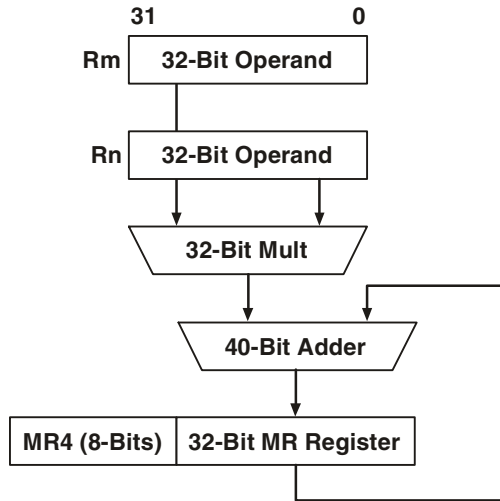 31 0
Rm 32-Bit Operand
Rn 32-Bit Operand
32-Bit Mult
40-Bit Adder
MR4 (8-Bits) 32-Bit MR Register